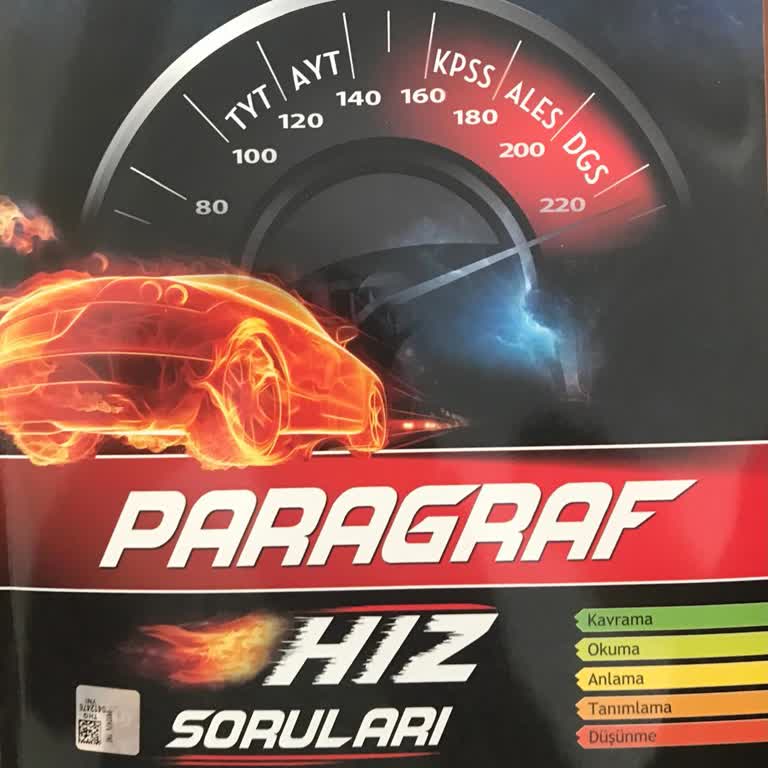 TYT AYT KPSS ALES DGS
80 100 120 140 160 180 200 220
PARAGRAF
HIZ
SORULARI
Kavrama
Okuma
Anlama
Tanımlama
Düşünme